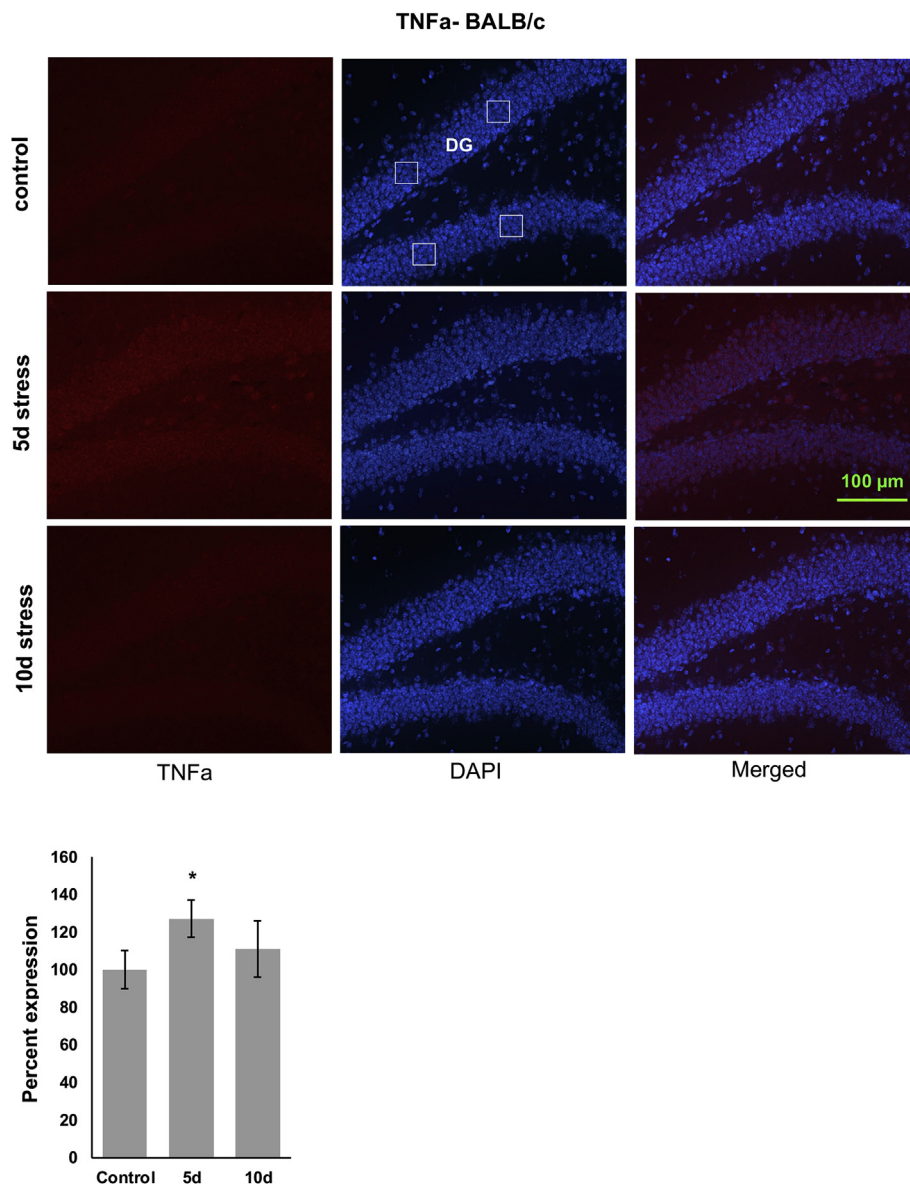 TNFa- BALB/c
control
DG
5d stress
100 µm
10d stress
TNFa DAPI Merged
Percent expression
160
140
120
100
80
60
40
20
0
*
Control 5d 10d